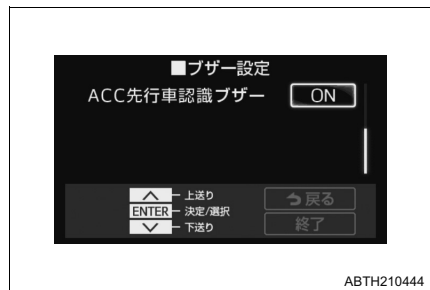 ■ブザー設定
ACC先行車認識ブザー ON
上送り
ENTER 決定/選択
戻る
下送り
終了
ABTH210444